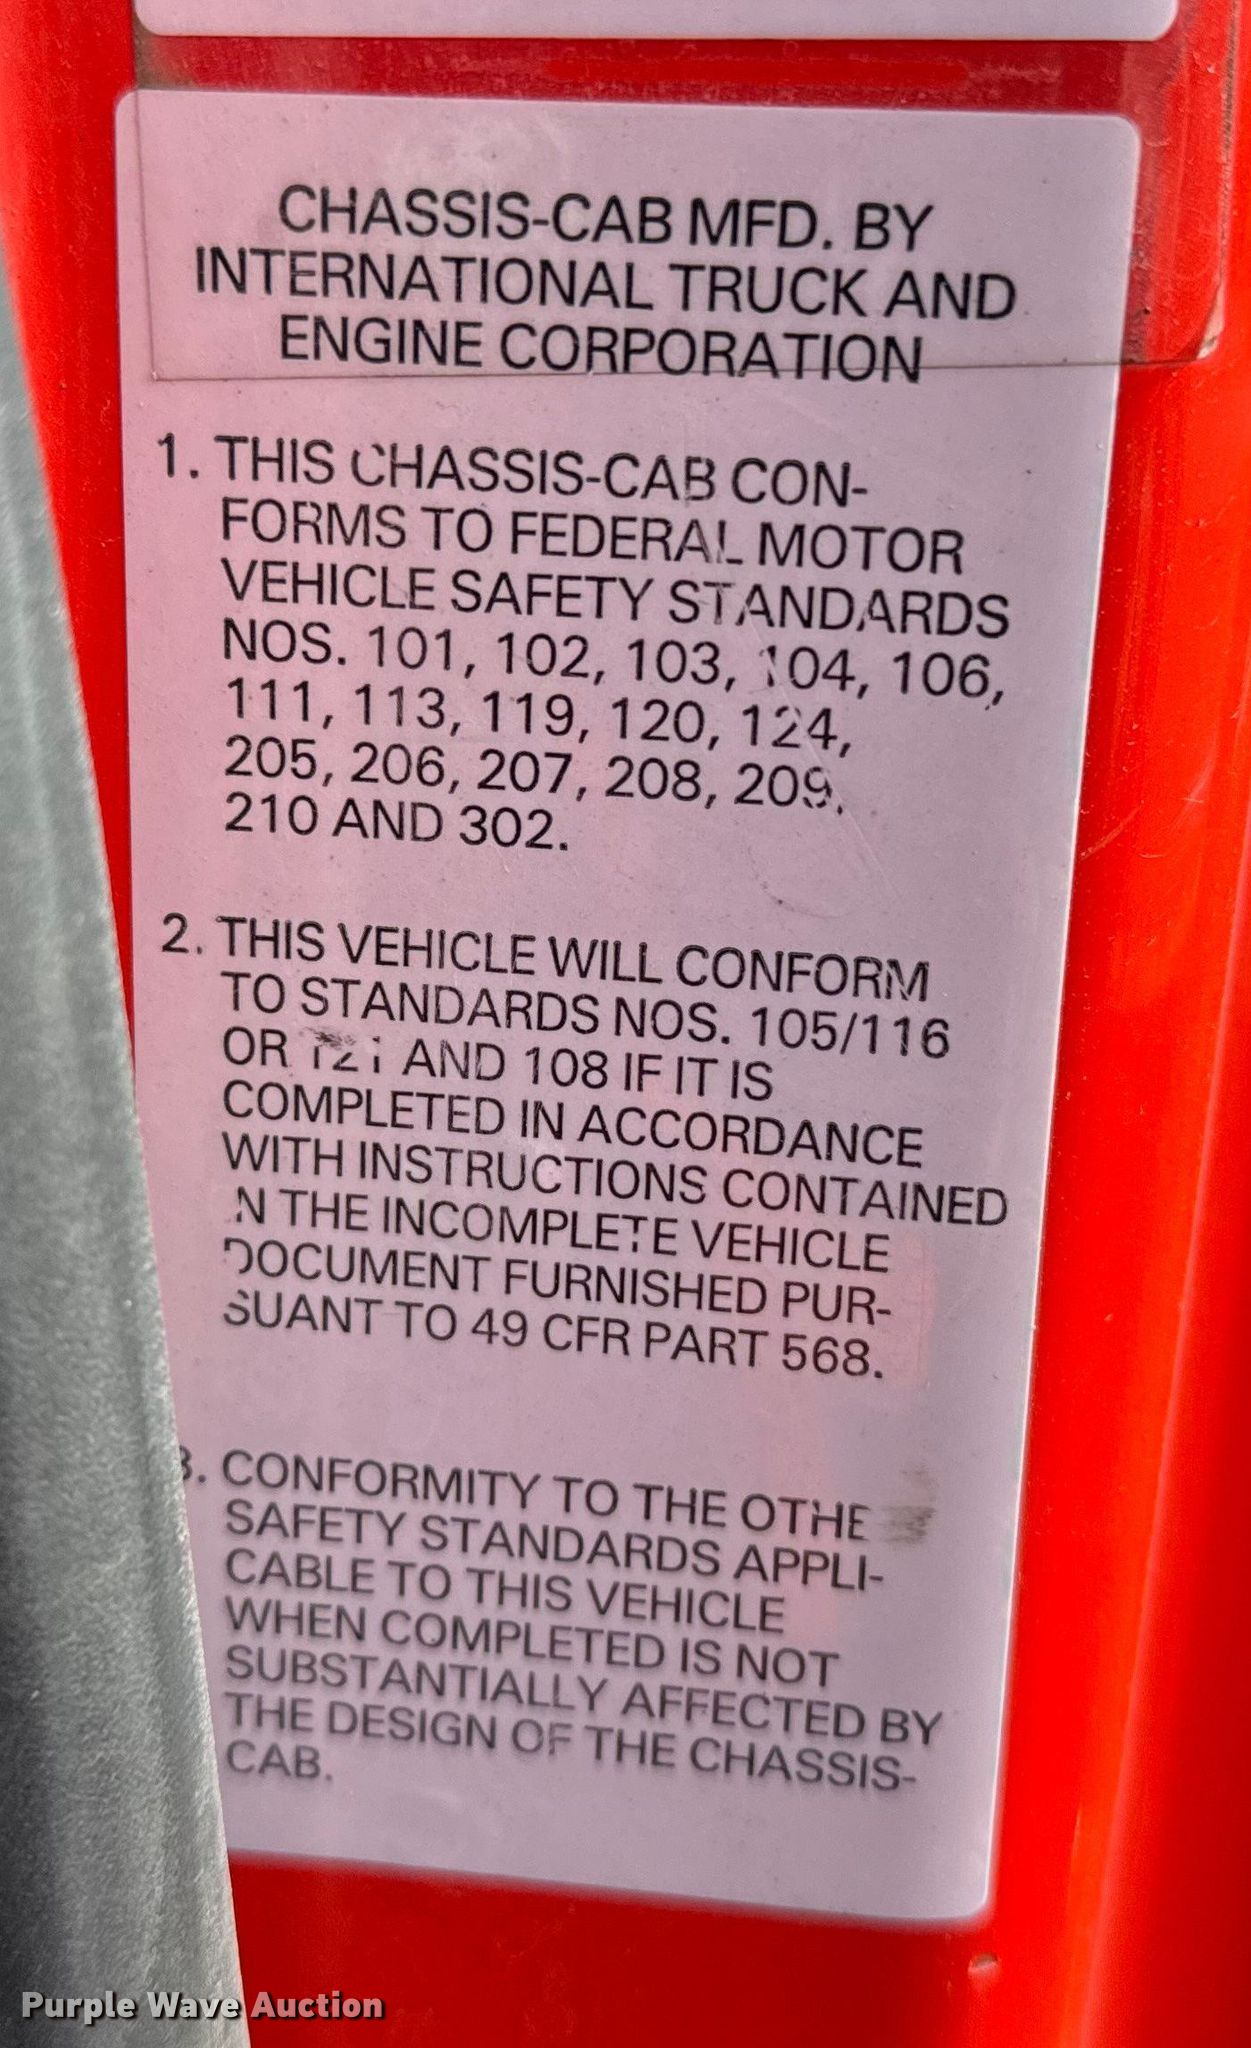 CHASSIS-CAB MFD. BY
INTERNATIONAL TRUCK AND
ENGINE CORPORATION
1. THIS CHASSIS-CAB CON-
FORMS TO FEDERAL MOTOR
VEHICLE SAFETY STANDARDS
NOS. 101, 102, 103, 104, 106,
111, 113, 119, 120, 124,
205, 206, 207, 208, 209,
210 AND 302.
2. THIS VEHICLE WILL CONFORM
TO STANDARDS NOS. 105/116
OR 121 AND 108 IF IT IS
COMPLETED IN ACCORDANCE
WITH INSTRUCTIONS CONTAINED
IN THE INCOMPLETE VEHICLE
DOCUMENT FURNISHED PUR-
SUANT TO 49 CFR PART 568.
3. CONFORMITY TO THE OTHE
SAFETY STANDARDS APPLI-
CABLE TO THIS VEHICLE
WHEN COMPLETED IS NOT
SUBSTANTIALLY AFFECTED BY
THE DESIGN OF THE CHASSIS-
CAB.
Purple Wave Auction